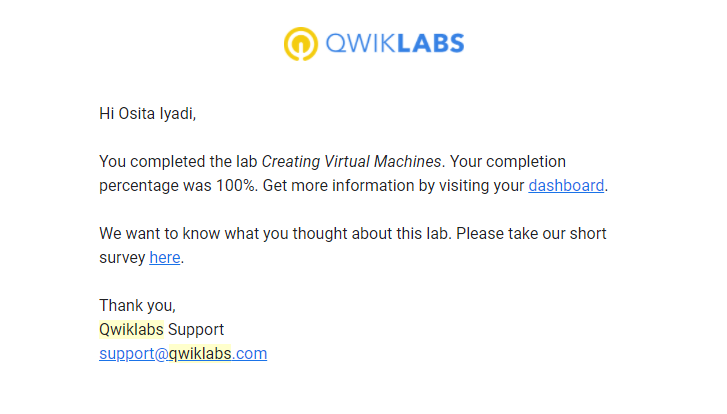 QWIKLABS
Hi Osita Iyadi,
You completed the lab Creating Virtual Machines. Your completion
percentage was 100%. Get more information by visiting your dashboard.
We want to know what you thought about this lab. Please take our short
survey here.
Thank you,
Qwiklabs Support
support@qwiklabs.com